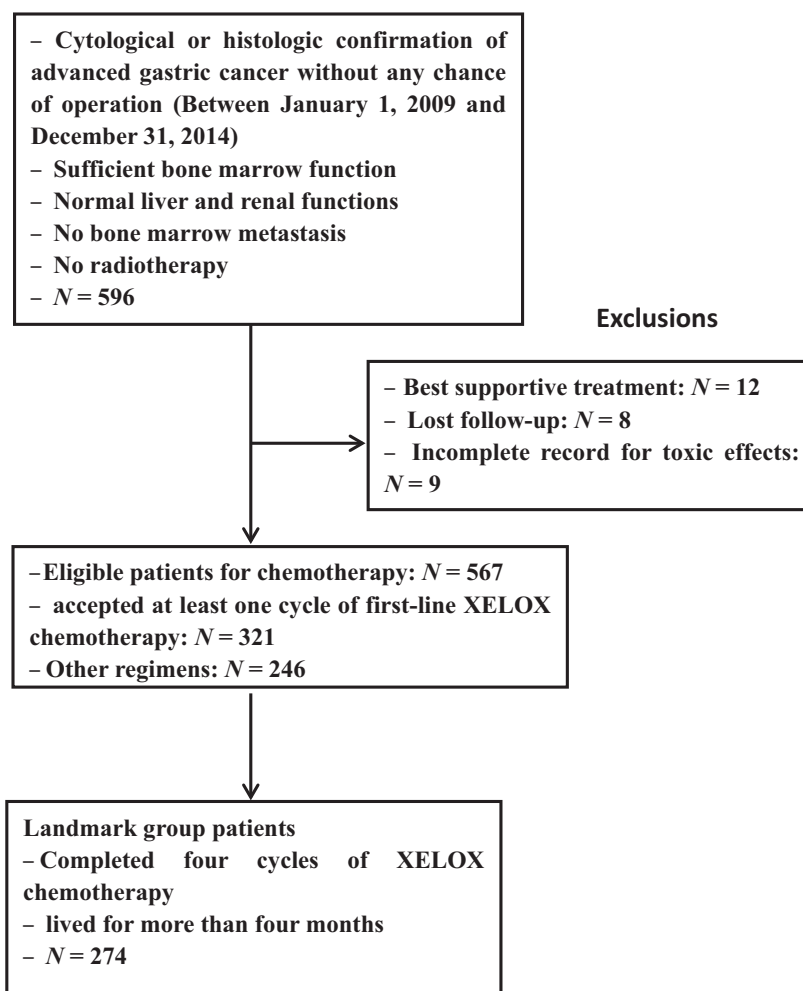 – Cytological or histologic confirmation of
advanced gastric cancer without any chance
of operation (Between January 1, 2009 and
December 31, 2014)
– Sufficient bone marrow function
– Normal liver and renal functions
– No bone marrow metastasis
– No radiotherapy
– N = 596
Exclusions
– Best supportive treatment: N = 12
– Lost follow-up: N = 8
– Incomplete record for toxic effects:
N = 9
–Eligible patients for chemotherapy: N = 567
– accepted at least one cycle of first-line XELOX
chemotherapy: N = 321
– Other regimens: N = 246
Landmark group patients
– Completed four cycles of XELOX
chemotherapy
– lived for more than four months
– N = 274